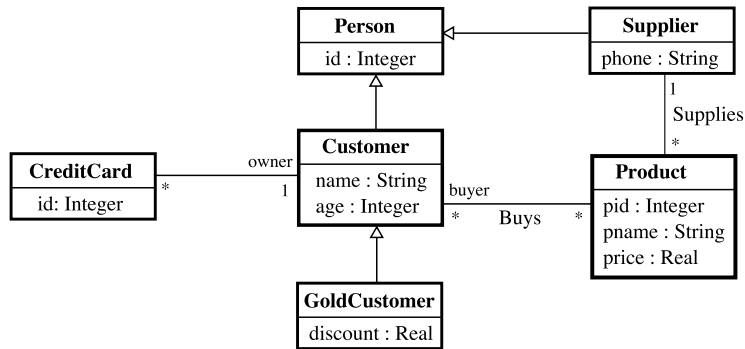 Person
id : Integer
Supplier
phone : String
1
Supplies
*
CreditCard
id: Integer
*
owner
1
Customer
name : String
age : Integer
buyer
*
Buys
*
Product
pid : Integer
pname : String
price : Real
GoldCustomer
discount : Real